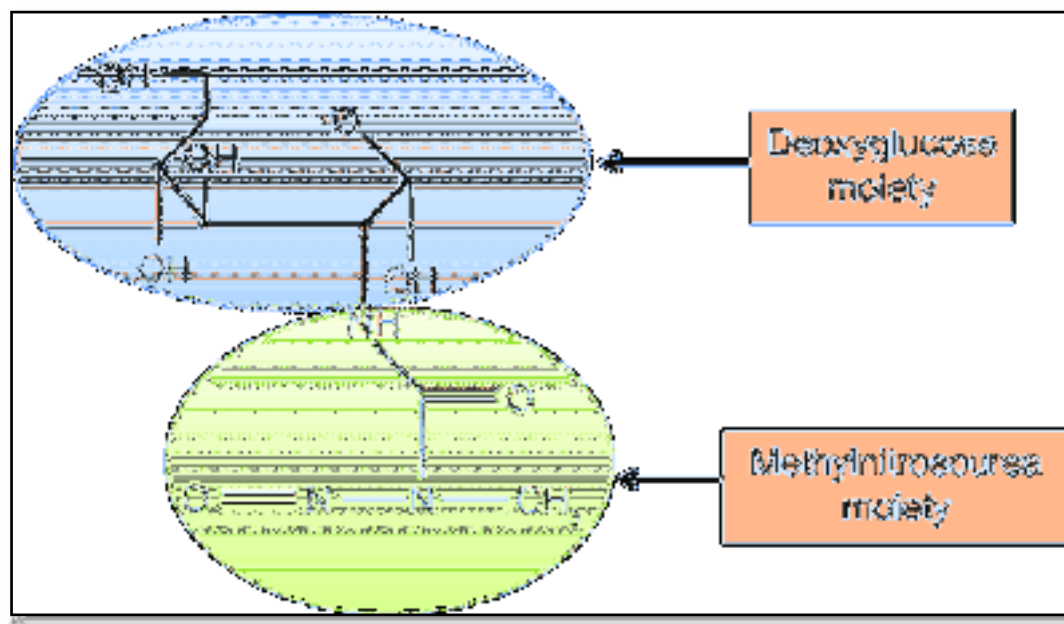 OH
O
OH
Deoxyglucose
moiety
OH
OH
NH
O
Methylnitrosourea
moiety
O N N CH3